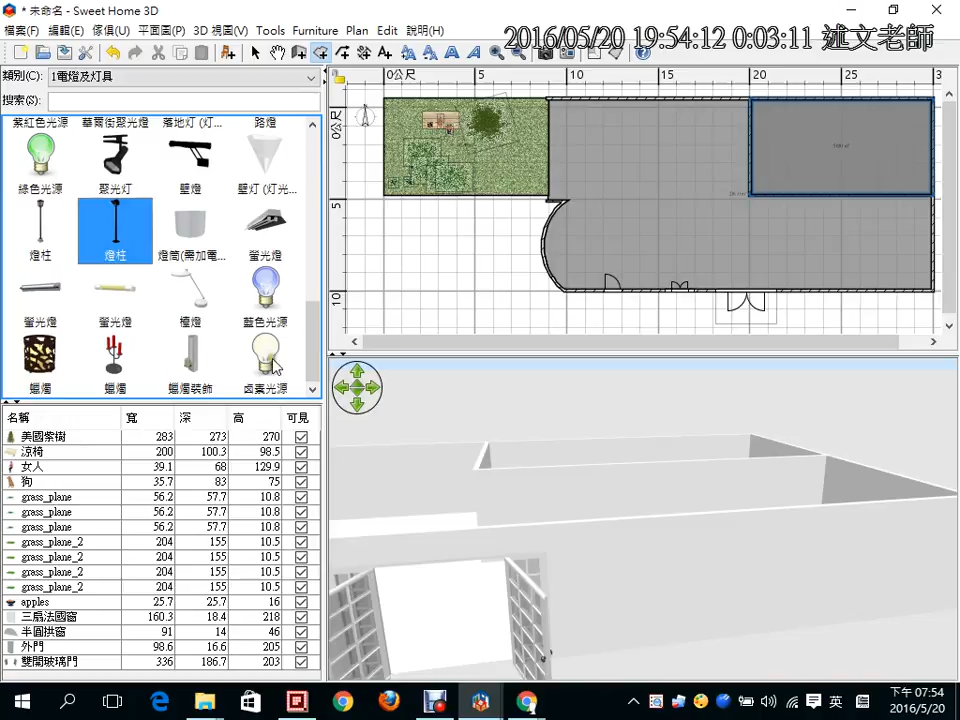 * 未命名 - Sweet Home 3D
檔案(F) 編輯(E) 傢俱(U) 平面圖(P) 3D 視圖(V) Tools Furniture Plan Edit 說明(H)
2016/05/20 19:54:12 0:03:11 述文老師
類別(C): 1電燈及灯具
搜索(S):
紫紅色光源 華爾街聚光燈 落地灯 (灯... 路燈
綠色光源 聚光灯 壁燈 壁灯 (灯光...
燈柱 燈柱 燈筒(需加電... 螢光燈
螢光燈 螢光燈 檯燈 藍色光源
蠟燭 蠟燭 蠟燭裝飾 鹵素光源
0公尺 5 10 15 20 25 3
0公尺
5
10
名稱 寬 深 高 可見
美國紫樹 283 273 270
涼椅 200 100.3 98.5
女人 39.1 68 129.9
狗 35.7 83 75
grass_plane 56.2 57.7 10.8
grass_plane 56.2 57.7 10.8
grass_plane 56.2 57.7 10.8
grass_plane_2 204 155 10.5
grass_plane_2 204 155 10.5
grass_plane_2 204 155 10.5
grass_plane_2 204 155 10.5
apples 25.7 25.7 16
三扇法國窗 160.3 18.4 218
半圓拱窗 91 14 46
外門 98.6 16.6 205
雙開玻璃門 336 186.7 203
英
下午 07:54
2016/5/20